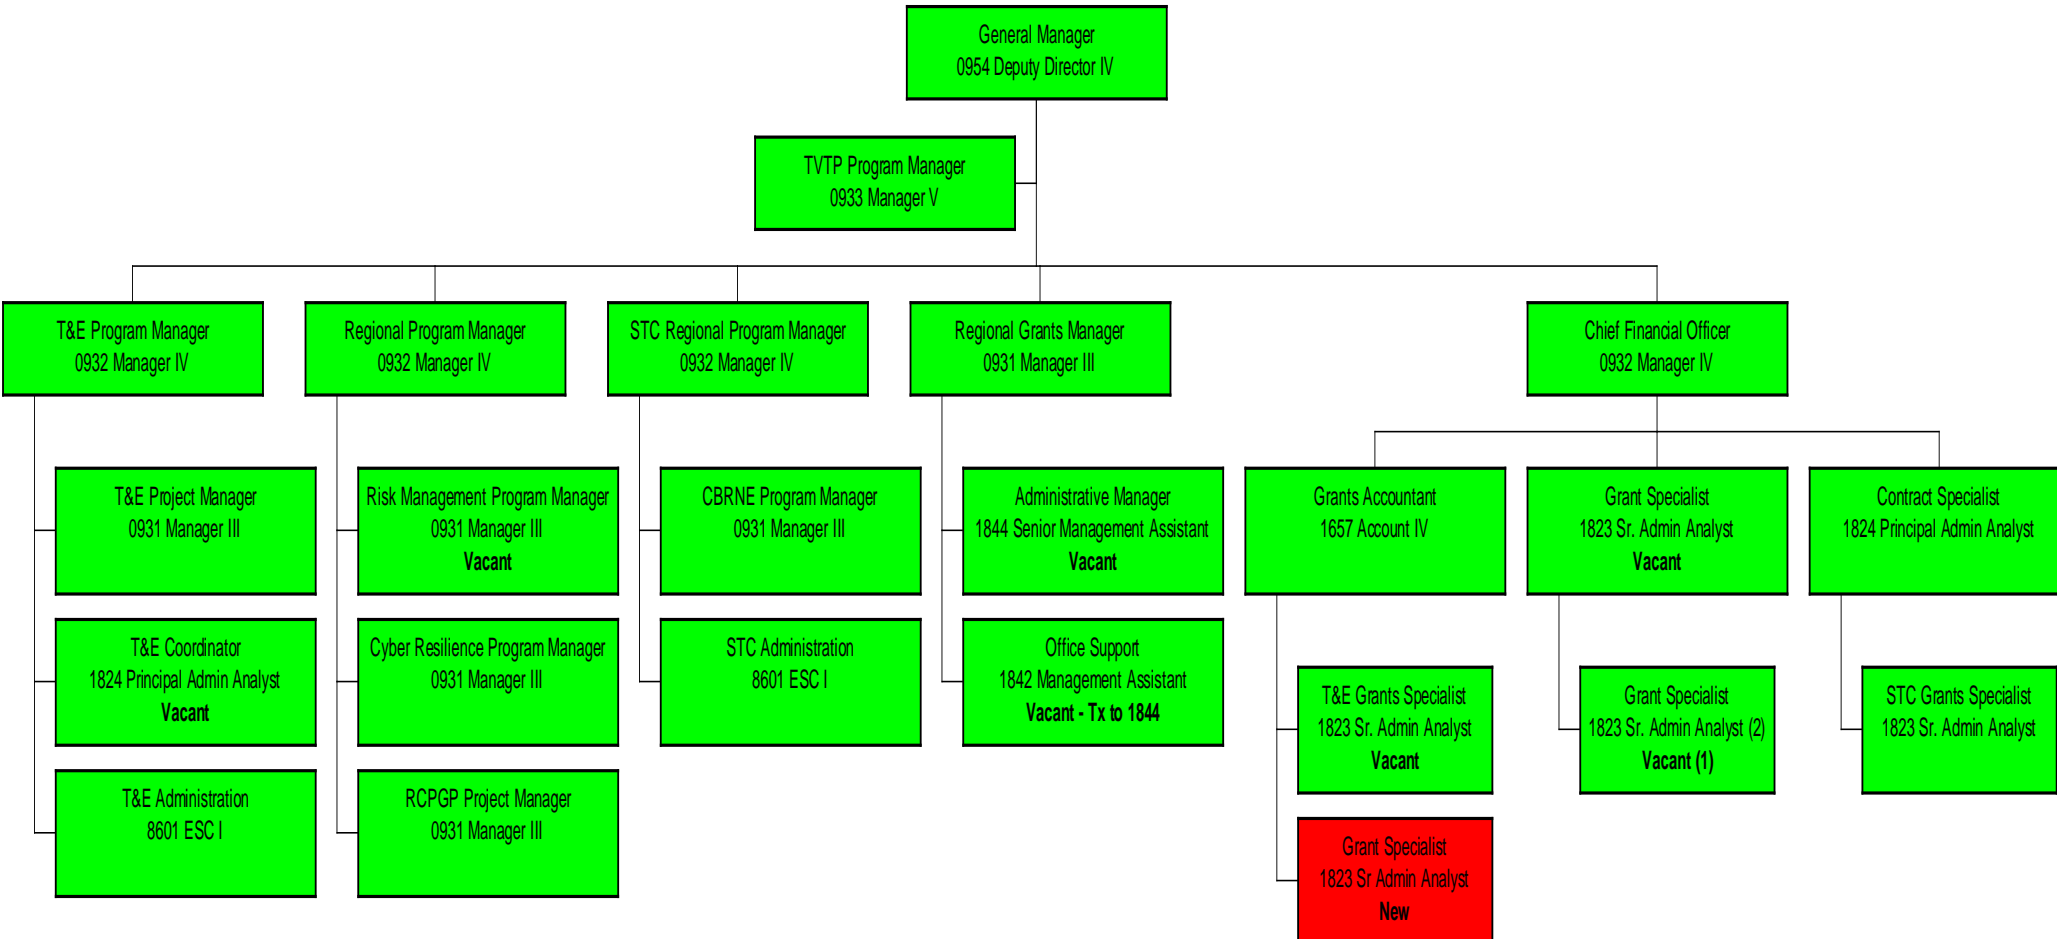 General Manager
0954 Deputy Director IV
TVTP Program Manager
0933 Manager V
T&E Program Manager
0932 Manager IV
Regional Program Manager
0932 Manager IV
STC Regional Program Manager
0932 Manager IV
Regional Grants Manager
0931 Manager III
Chief Financial Officer
0932 Manager IV
T&E Project Manager
0931 Manager III
Risk Management Program Manager
0931 Manager III
Vacant
CBRNE Program Manager
0931 Manager III
Administrative Manager
1844 Senior Management Assistant
Vacant
Grants Accountant
1657 Account IV
Grant Specialist
1823 Sr. Admin Analyst
Vacant
Contract Specialist
1824 Principal Admin Analyst
T&E Coordinator
1824 Principal Admin Analyst
Vacant
Cyber Resilience Program Manager
0931 Manager III
STC Administration
8601 ESC I
Office Support
1842 Management Assistant
Vacant - Tx to 1844
T&E Grants Specialist
1823 Sr. Admin Analyst
Vacant
Grant Specialist
1823 Sr. Admin Analyst (2)
Vacant (1)
STC Grants Specialist
1823 Sr. Admin Analyst
T&E Administration
8601 ESC I
RCPGP Project Manager
0931 Manager III
Grant Specialist
1823 Sr Admin Analyst
New